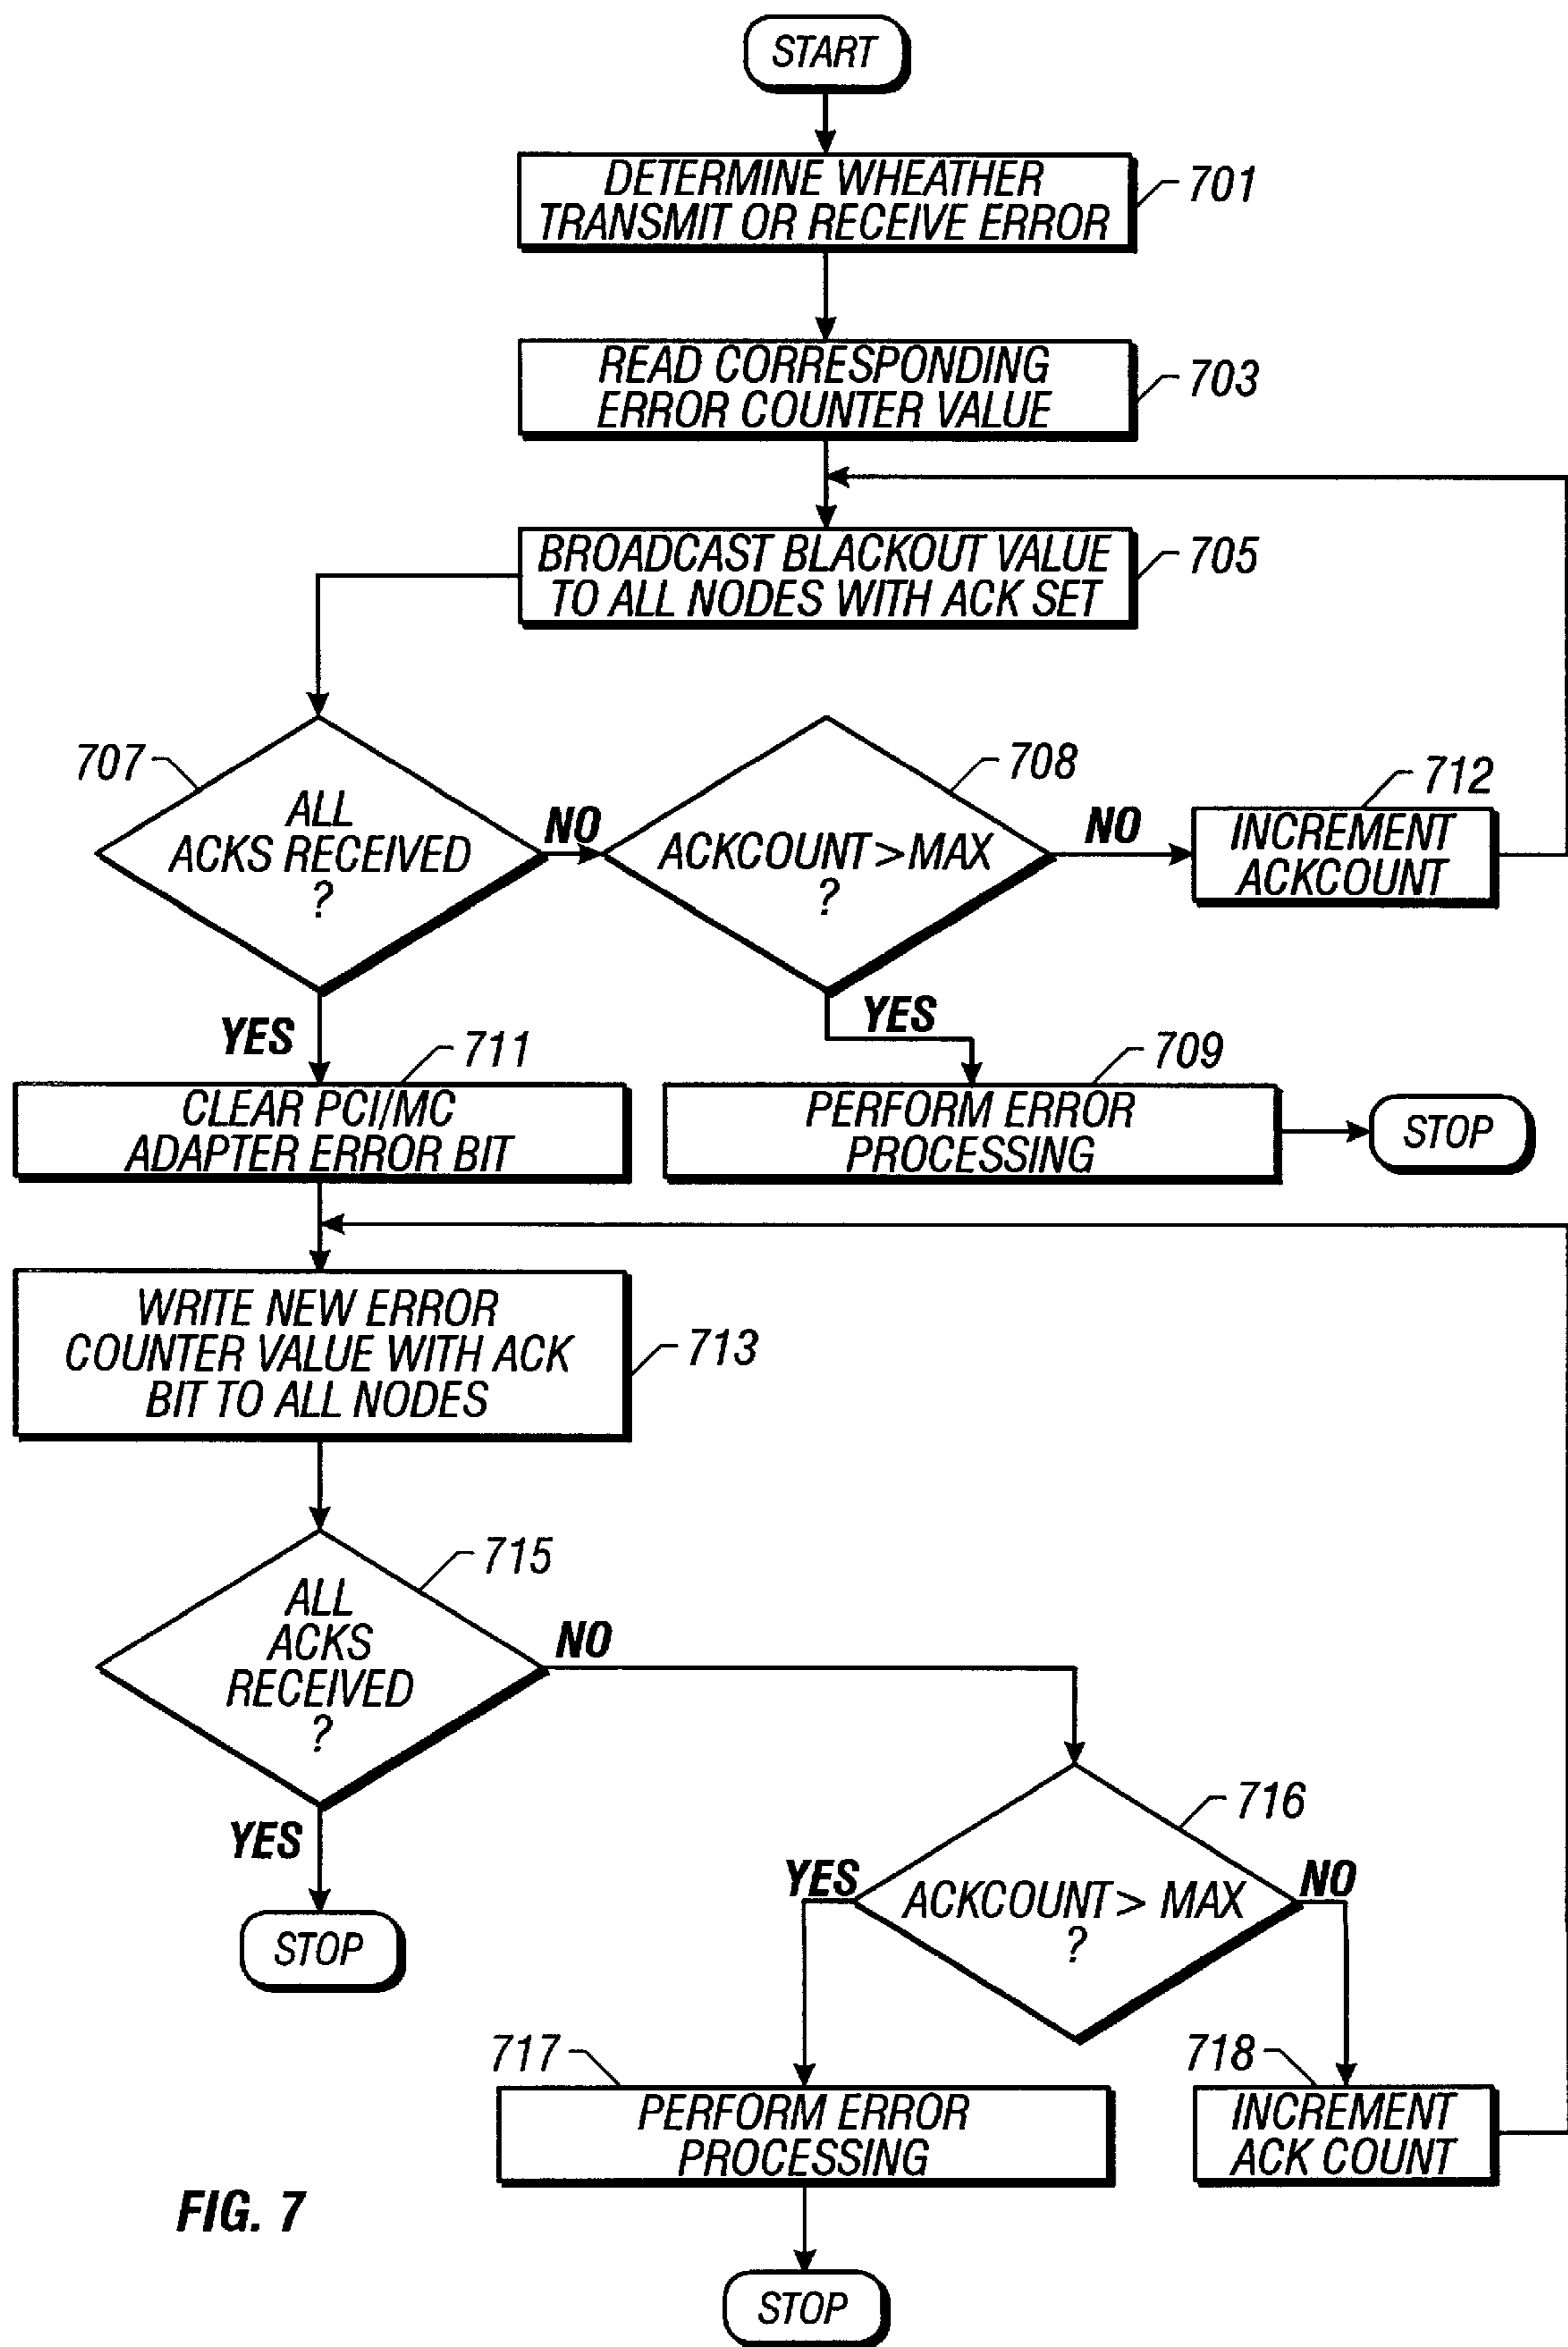 START
DETERMINE WHEATHER
TRANSMIT OR RECEIVE ERROR
701
READ CORRESPONDING
ERROR COUNTER VALUE
703
BROADCAST BLACKOUT VALUE
TO ALL NODES WITH ACK SET
705
707
ALL
ACKS RECEIVED
?
NO
708
ACKCOUNT > MAX
?
NO
712
INCREMENT
ACKCOUNT
YES
YES
711
CLEAR PCI/MC
ADAPTER ERROR BIT
709
PERFORM ERROR
PROCESSING
STOP
WRITE NEW ERROR
COUNTER VALUE WITH ACK
BIT TO ALL NODES
713
715
ALL
ACKS
RECEIVED
?
NO
YES
STOP
716
YES
ACKCOUNT > MAX
?
NO
717
PERFORM ERROR
PROCESSING
718
INCREMENT
ACK COUNT
STOP
FIG. 7